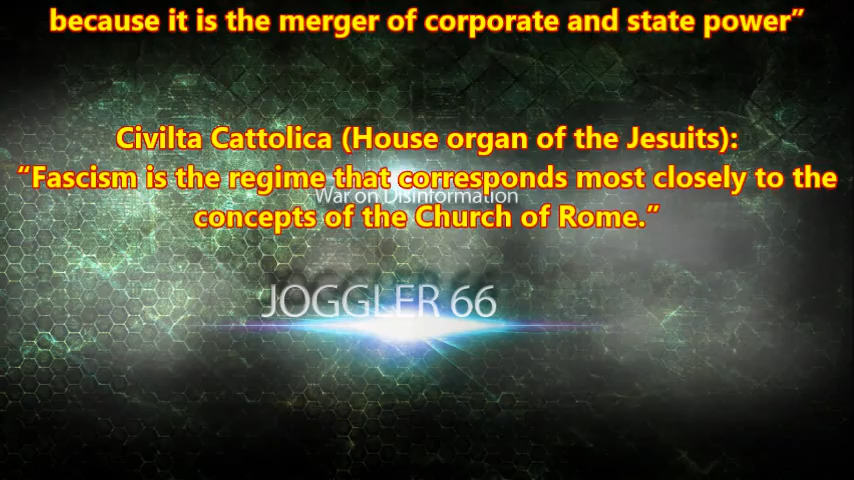 because it is the merger of corporate and state power”
Civilta Cattolica (House organ of the Jesuits):
“Fascism is the regime that corresponds most closely to the
War on Disinformation
concepts of the Church of Rome.”
JOGGLER 66